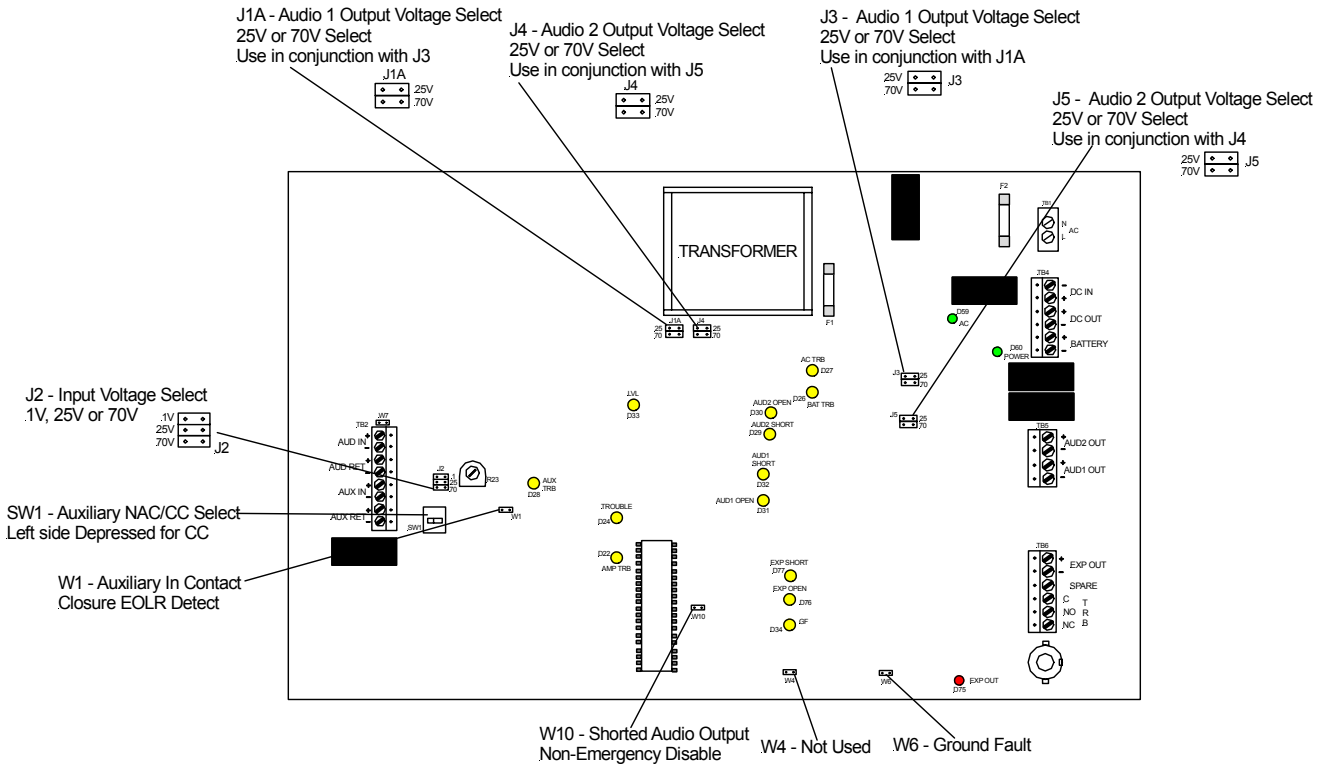 J1A - Audio 1 Output Voltage Select
25V or 70V Select
Use in conjunction with J3
J1A
25V
70V
J4 - Audio 2 Output Voltage Select
25V or 70V Select
Use in conjunction with J5
J4
25V
70V
J3 - Audio 1 Output Voltage Select
25V or 70V Select
Use in conjunction with J1A
25V
70V
J3
J5 - Audio 2 Output Voltage Select
25V or 70V Select
Use in conjunction with J4
25V
70V
J5
TRANSFORMER
F1
F2
TB1
N
L
AC
TB4
- DC IN
+
+ DC OUT
-
+ BATTERY
-
D59
AC
D60
POWER
J1A
25
70
J4
25
70
AC TRB
D27
D26
BAT TRB
J3
25
70
J5
25
70
LVL
D33
AUD2 OPEN
D30
AUD2 SHORT
D29
AUD1
SHORT
D32
AUD1 OPEN
D31
J2 - Input Voltage Select
1V, 25V or 70V
1V
25V
70V
J2
W7
TB2
+
AUD IN
-
+
AUD RET
-
+
AUX IN
-
+
AUX RET
-
J2
.1
25
70
R23
SW1
AUX
TRB
D28
W1
TB5
+
- AUD2 OUT
+
- AUD1 OUT
SW1 - Auxiliary NAC/CC Select
Left side Depressed for CC
W1 - Auxiliary In Contact
Closure EOLR Detect
TROUBLE
D24
D22
AMP TRB
W10
EXP SHORT
D77
EXP OPEN
D76
D34
GF
TB6
+
- EXP OUT
SPARE
C
NO
NC
T
R
B
W4
W6
EXP OUT
D75
W10 - Shorted Audio Output
Non-Emergency Disable
W4 - Not Used
W6 - Ground Fault